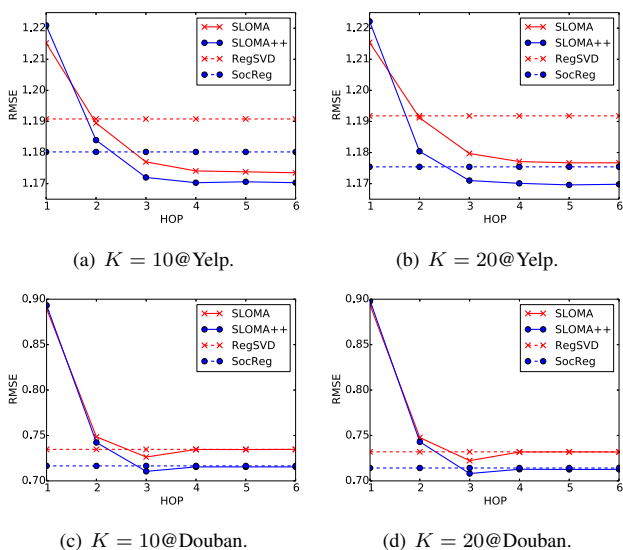 1.22
1.21
1.20
1.19
1.18
1.17
RMSE
1 2 3 4 5 6
HOP
SLOMA
SLOMA++
RegSVD
SocReg
(a) K = 10@Yelp.
1.22
1.21
1.20
1.19
1.18
1.17
RMSE
1 2 3 4 5 6
HOP
SLOMA
SLOMA++
RegSVD
SocReg
(b) K = 20@Yelp.
0.90
0.85
0.80
0.75
0.70
RMSE
1 2 3 4 5 6
HOP
SLOMA
SLOMA++
RegSVD
SocReg
(c) K = 10@Douban.
0.90
0.85
0.80
0.75
0.70
RMSE
1 2 3 4 5 6
HOP
SLOMA
SLOMA++
RegSVD
SocReg
(d) K = 20@Douban.